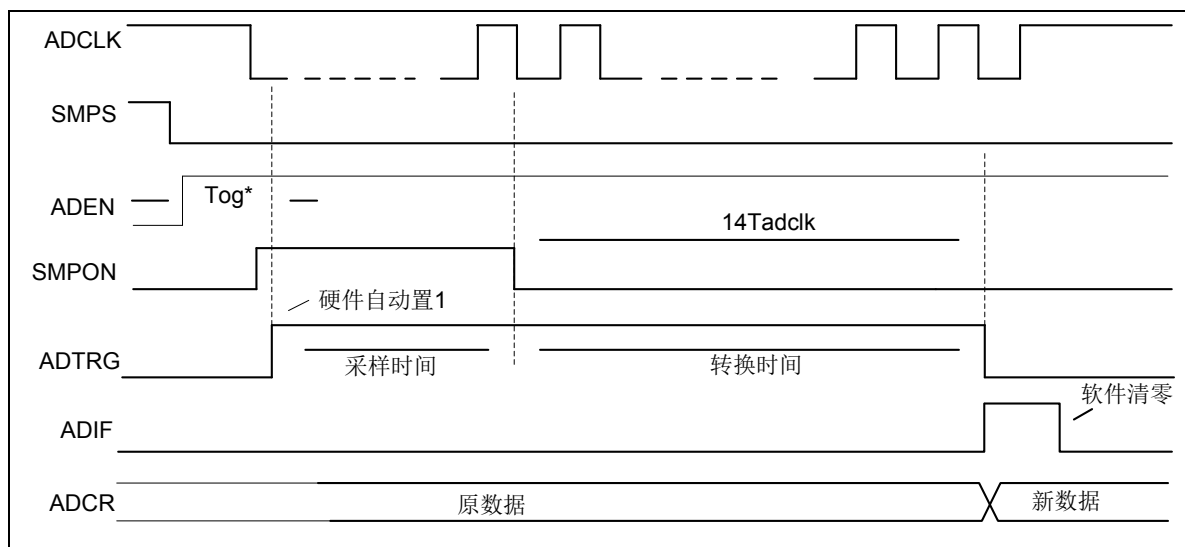 ADCLK
SMPS
ADEN
Tog*
14Tadclk
SMPON
硬件自动置1
ADTRG
采样时间
转换时间
软件清零
ADIF
ADCR
原数据
新数据